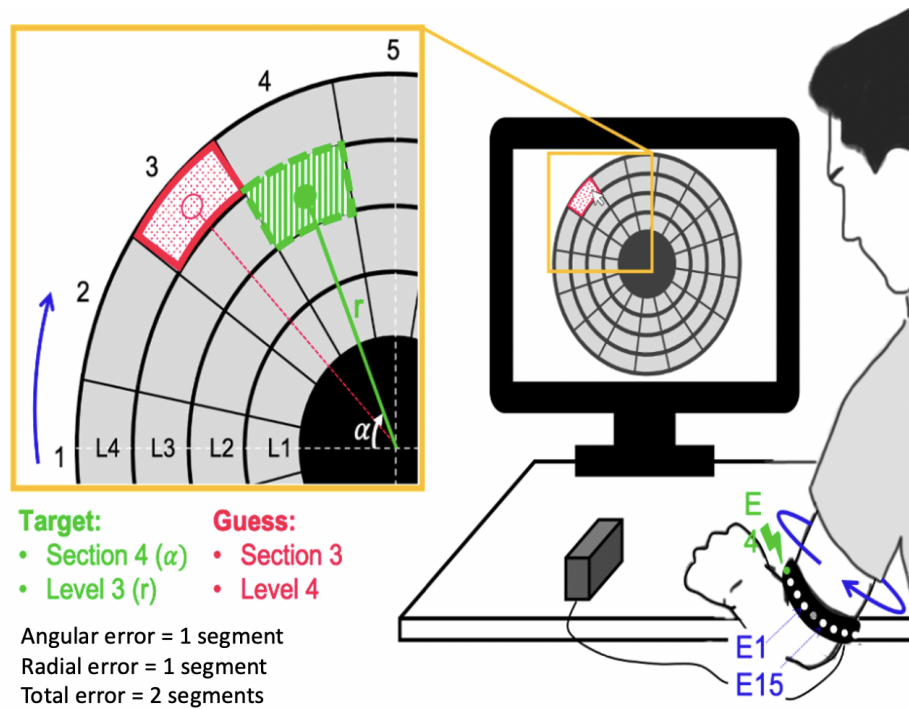 5
4
3
2
1
L4 L3 L2 L1
r
α
Target:
• Section 4 (α)
• Level 3 (r)
Guess:
• Section 3
• Level 4
Angular error = 1 segment
Radial error = 1 segment
Total error = 2 segments
E
4
E1
E15